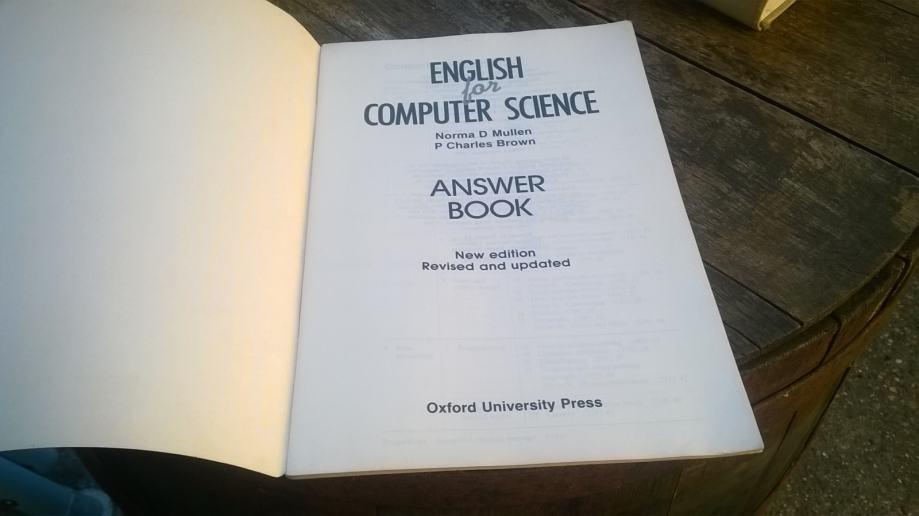 ENGLISH
for
COMPUTER SCIENCE
Norma D Mullen
P Charles Brown
ANSWER
BOOK
New edition
Revised and updated
Oxford University Press